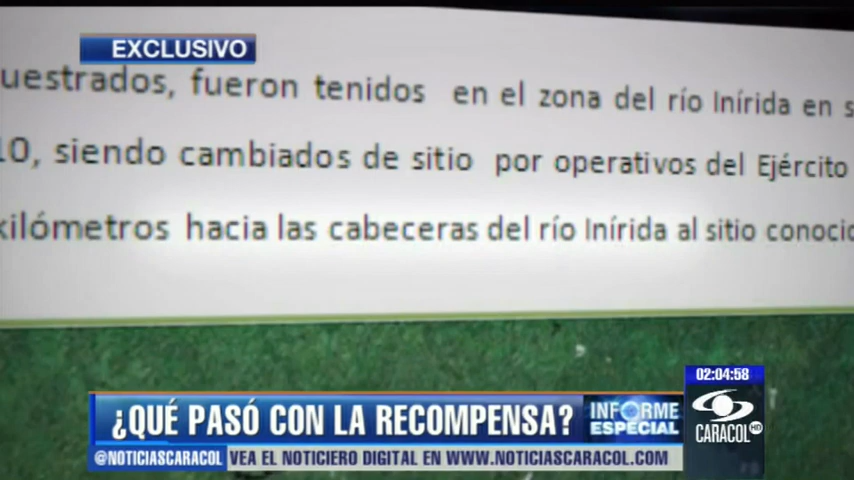 EXCLUSIVO
uestrados, fueron tenidos en el zona del río Inírida en s
10, siendo cambiados de sitio por operativos del Ejército
kilómetros hacia las cabeceras del río Inírida al sitio conocid
02:04:58
¿QUÉ PASÓ CON LA RECOMPENSA?
INFORME ESPECIAL
CARACOL HD
@NOTICIASCARACOL VEA EL NOTICIERO DIGITAL EN WWW.NOTICIASCARACOL.COM